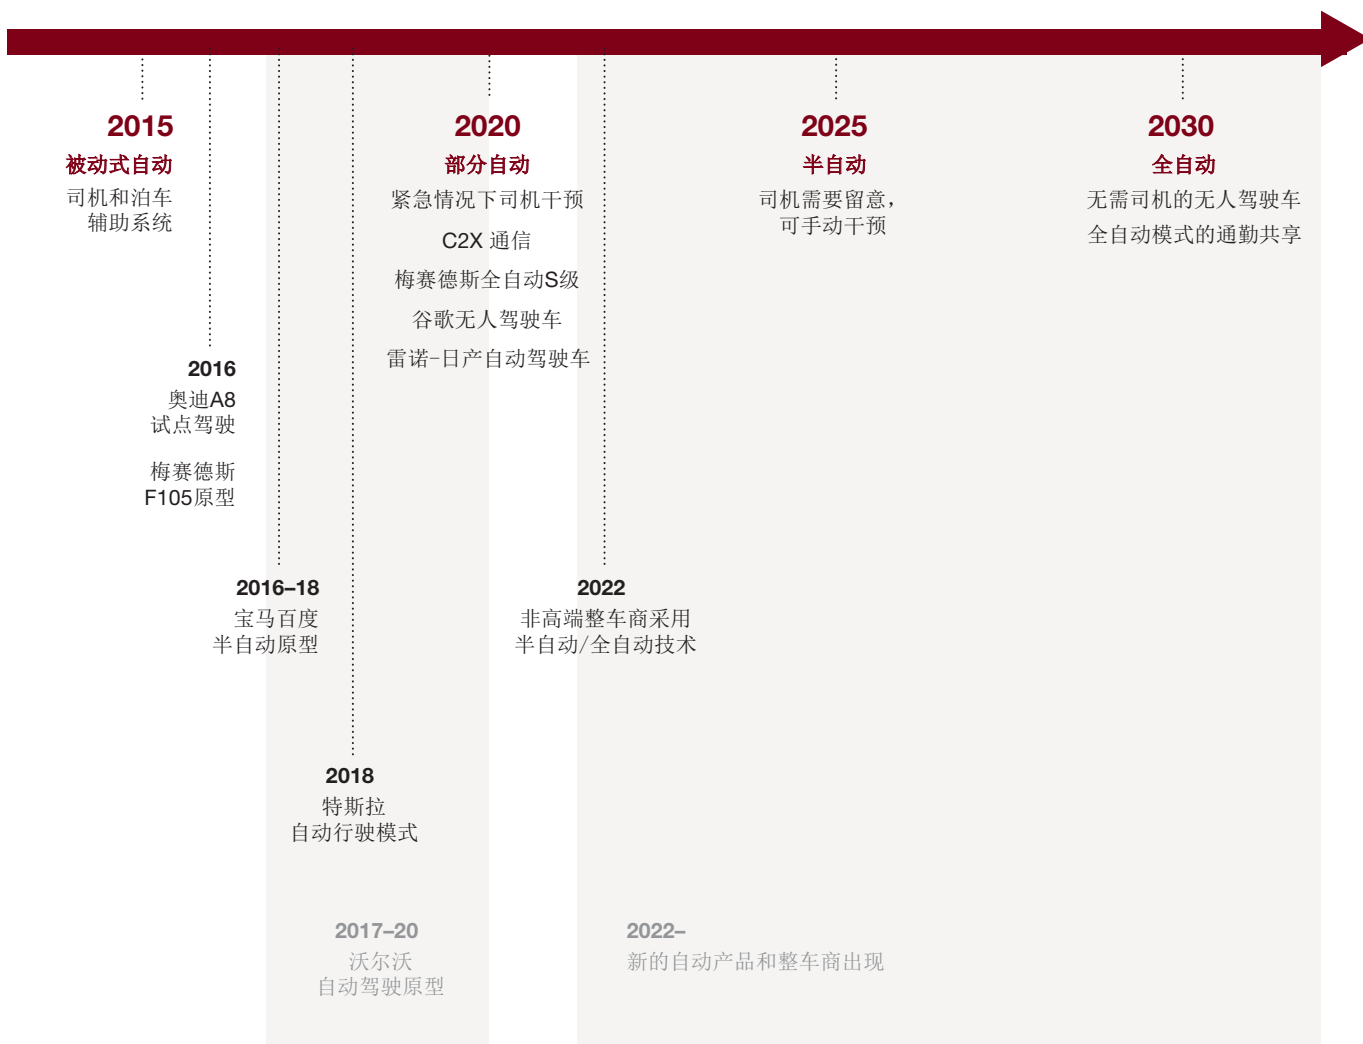 2015
被动式自动
司机和泊车
辅助系统
2020
部分自动
紧急情况下司机干预
C2X 通信
梅赛德斯全自动S级
谷歌无人驾驶车
雷诺-日产自动驾驶车
2025
半自动
司机需要留意，
可手动干预
2030
全自动
无需司机的无人驾驶车
全自动模式的通勤共享
2016
奥迪A8
试点驾驶
梅赛德斯
F105原型
2016–18
宝马百度
半自动原型
2022
非高端整车商采用
半自动/全自动技术
2018
特斯拉
自动行驶模式
2017–20
沃尔沃
自动驾驶原型
2022–
新的自动产品和整车商出现